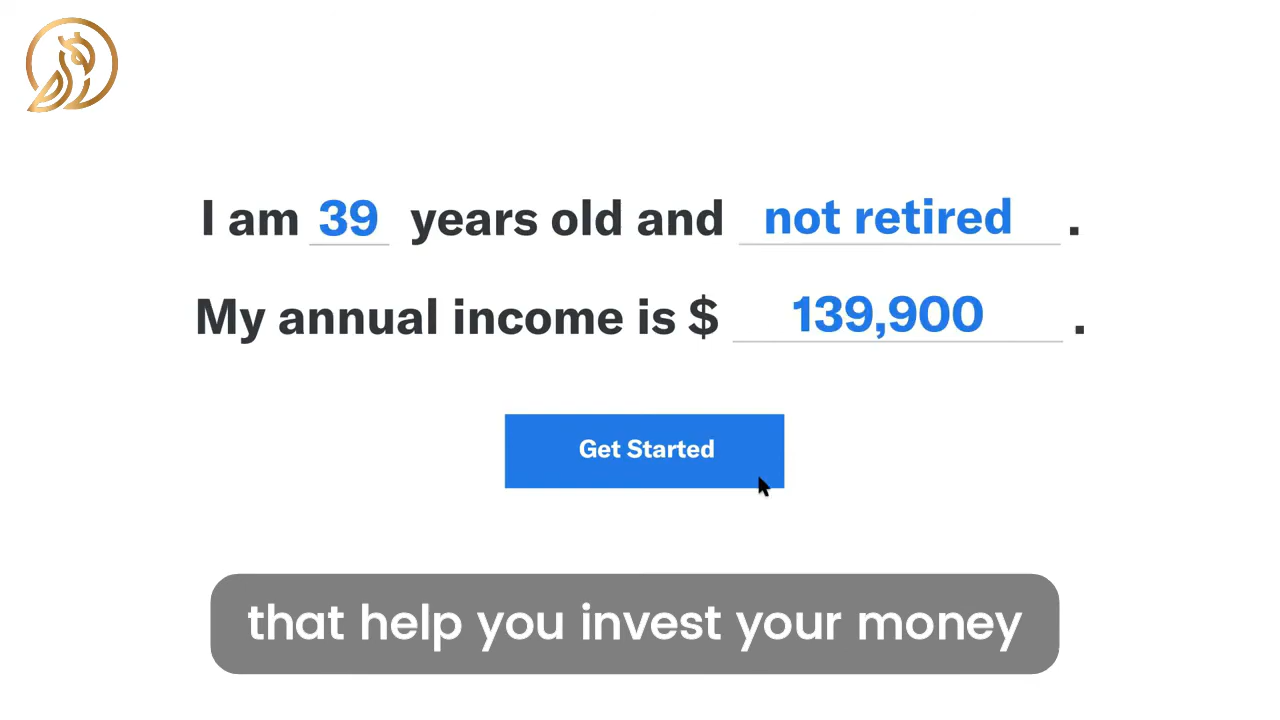 I am 39 years old and not retired .
My annual income is $ 139,900 .
Get Started
that help you invest your money